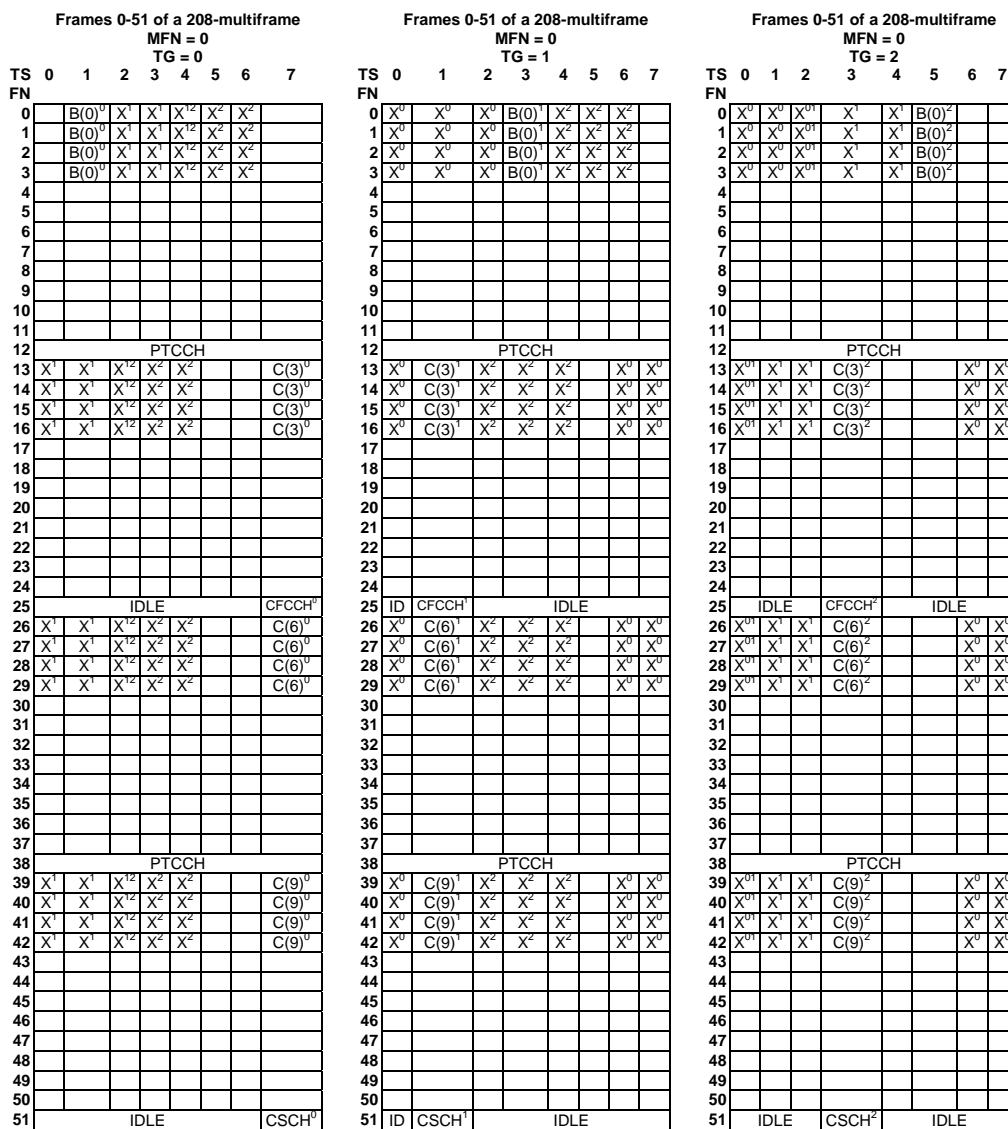 Frames 0-51 of a 208-multiframe
MFN = 0
TG = 0
TS 0 1 2 3 4 5 6 7
FN
0 B(0)⁰ X¹ X¹ X¹² X² X²
1 B(0)⁰ X¹ X¹ X¹² X² X²
2 B(0)⁰ X¹ X¹ X¹² X² X²
3 B(0)⁰ X¹ X¹ X¹² X² X²
4
5
6
7
8
9
10
11
12 PTCCH
13 X¹ X¹ X¹² X² X² C(3)⁰
14 X¹ X¹ X¹² X² X² C(3)⁰
15 X¹ X¹ X¹² X² X² C(3)⁰
16 X¹ X¹ X¹² X² X² C(3)⁰
17
18
19
20
21
22
23
24
25 IDLE CFCCH⁰
26 X¹ X¹ X¹² X² X² C(6)⁰
27 X¹ X¹ X¹² X² X² C(6)⁰
28 X¹ X¹ X¹² X² X² C(6)⁰
29 X¹ X¹ X¹² X² X² C(6)⁰
30
31
32
33
34
35
36
37
38 PTCCH
39 X¹ X¹ X¹² X² X² C(9)⁰
40 X¹ X¹ X¹² X² X² C(9)⁰
41 X¹ X¹ X¹² X² X² C(9)⁰
42 X¹ X¹ X¹² X² X² C(9)⁰
43
44
45
46
47
48
49
50
51 IDLE CSCH⁰
Frames 0-51 of a 208-multiframe
MFN = 0
TG = 1
TS 0 1 2 3 4 5 6 7
FN
0 X⁰ X⁰ X⁰ B(0)¹ X² X² X²
1 X⁰ X⁰ X⁰ B(0)¹ X² X² X²
2 X⁰ X⁰ X⁰ B(0)¹ X² X² X²
3 X⁰ X⁰ X⁰ B(0)¹ X² X² X²
4
5
6
7
8
9
10
11
12 PTCCH
13 X⁰ C(3)¹ X² X² X² X⁰ X⁰
14 X⁰ C(3)¹ X² X² X² X⁰ X⁰
15 X⁰ C(3)¹ X² X² X² X⁰ X⁰
16 X⁰ C(3)¹ X² X² X² X⁰ X⁰
17
18
19
20
21
22
23
24
25 ID CFCCH¹ IDLE
26 X⁰ C(6)¹ X² X² X² X⁰ X⁰
27 X⁰ C(6)¹ X² X² X² X⁰ X⁰
28 X⁰ C(6)¹ X² X² X² X⁰ X⁰
29 X⁰ C(6)¹ X² X² X² X⁰ X⁰
30
31
32
33
34
35
36
37
38 PTCCH
39 X⁰ C(9)¹ X² X² X² X⁰ X⁰
40 X⁰ C(9)¹ X² X² X² X⁰ X⁰
41 X⁰ C(9)¹ X² X² X² X⁰ X⁰
42 X⁰ C(9)¹ X² X² X² X⁰ X⁰
43
44
45
46
47
48
49
50
51 ID CSCH¹ IDLE
Frames 0-51 of a 208-multiframe
MFN = 0
TG = 2
TS 0 1 2 3 4 5 6 7
FN
0 X⁰ X⁰ X⁰¹ X¹ X¹ B(0)²
1 X⁰ X⁰ X⁰¹ X¹ X¹ B(0)²
2 X⁰ X⁰ X⁰¹ X¹ X¹ B(0)²
3 X⁰ X⁰ X⁰¹ X¹ X¹ B(0)²
4
5
6
7
8
9
10
11
12 PTCCH
13 X⁰¹ X¹ X¹ C(3)² X⁰ X⁰
14 X⁰¹ X¹ X¹ C(3)² X⁰ X⁰
15 X⁰¹ X¹ X¹ C(3)² X⁰ X⁰
16 X⁰¹ X¹ X¹ C(3)² X⁰ X⁰
17
18
19
20
21
22
23
24
25 IDLE CFCCH² IDLE
26 X⁰¹ X¹ X¹ C(6)² X⁰ X⁰
27 X⁰¹ X¹ X¹ C(6)² X⁰ X⁰
28 X⁰¹ X¹ X¹ C(6)² X⁰ X⁰
29 X⁰¹ X¹ X¹ C(6)² X⁰ X⁰
30
31
32
33
34
35
36
37
38 PTCCH
39 X⁰¹ X¹ X¹ C(9)² X⁰ X⁰
40 X⁰¹ X¹ X¹ C(9)² X⁰ X⁰
41 X⁰¹ X¹ X¹ C(9)² X⁰ X⁰
42 X⁰¹ X¹ X¹ C(9)² X⁰ X⁰
43
44
45
46
47
48
49
50
51 IDLE CSCH² IDLE